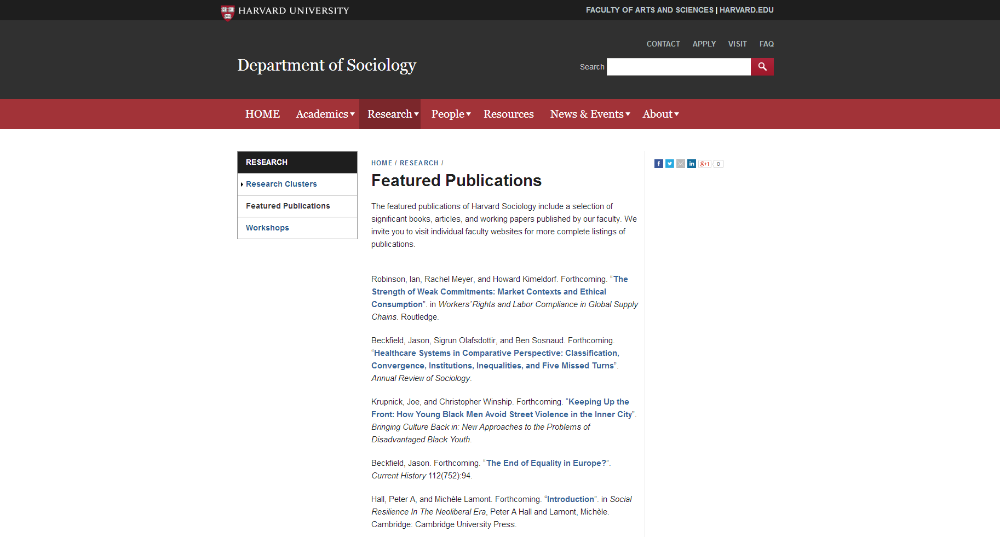 HARVARD UNIVERSITY
FACULTY OF ARTS AND SCIENCES | HARVARD.EDU
CONTACT APPLY VISIT FAQ
Department of Sociology
Search
HOME Academics Research People Resources News & Events About
RESEARCH
Research Clusters
Featured Publications
Workshops
HOME / RESEARCH /
Featured Publications
The featured publications of Harvard Sociology include a selection of
significant books, articles, and working papers published by our faculty. We
invite you to visit individual faculty websites for more complete listings of
publications.
Robinson, Ian, Rachel Meyer, and Howard Kimeldorf. Forthcoming. “The
Strength of Weak Commitments: Market Contexts and Ethical
Consumption”. in Workers’ Rights and Labor Compliance in Global Supply
Chains. Routledge.
Beckfield, Jason, Sigrun Olafsdottir, and Ben Sosnaud. Forthcoming.
“Healthcare Systems in Comparative Perspective: Classification,
Convergence, Institutions, Inequalities, and Five Missed Turns”.
Annual Review of Sociology.
Krupnick, Joe, and Christopher Winship. Forthcoming. “Keeping Up the
Front: How Young Black Men Avoid Street Violence in the Inner City”.
Bringing Culture Back in: New Approaches to the Problems of
Disadvantaged Black Youth.
Beckfield, Jason. Forthcoming. “The End of Equality in Europe?”.
Current History 112(752):94.
Hall, Peter A, and Michèle Lamont. Forthcoming. “Introduction”. in Social
Resilience In The Neoliberal Era, Peter A Hall and Lamont, Michèle.
Cambridge: Cambridge University Press.
f in g+1 0